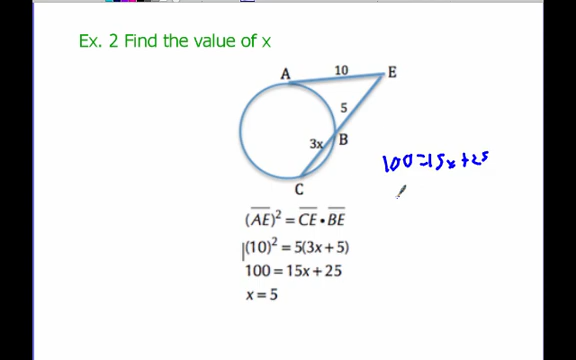 Ex. 2 Find the value of x
A
10
E
5
B
3x
C
100=15x+25
(AE)² = CE • BE
(10)² = 5(3x + 5)
100 = 15x + 25
x = 5